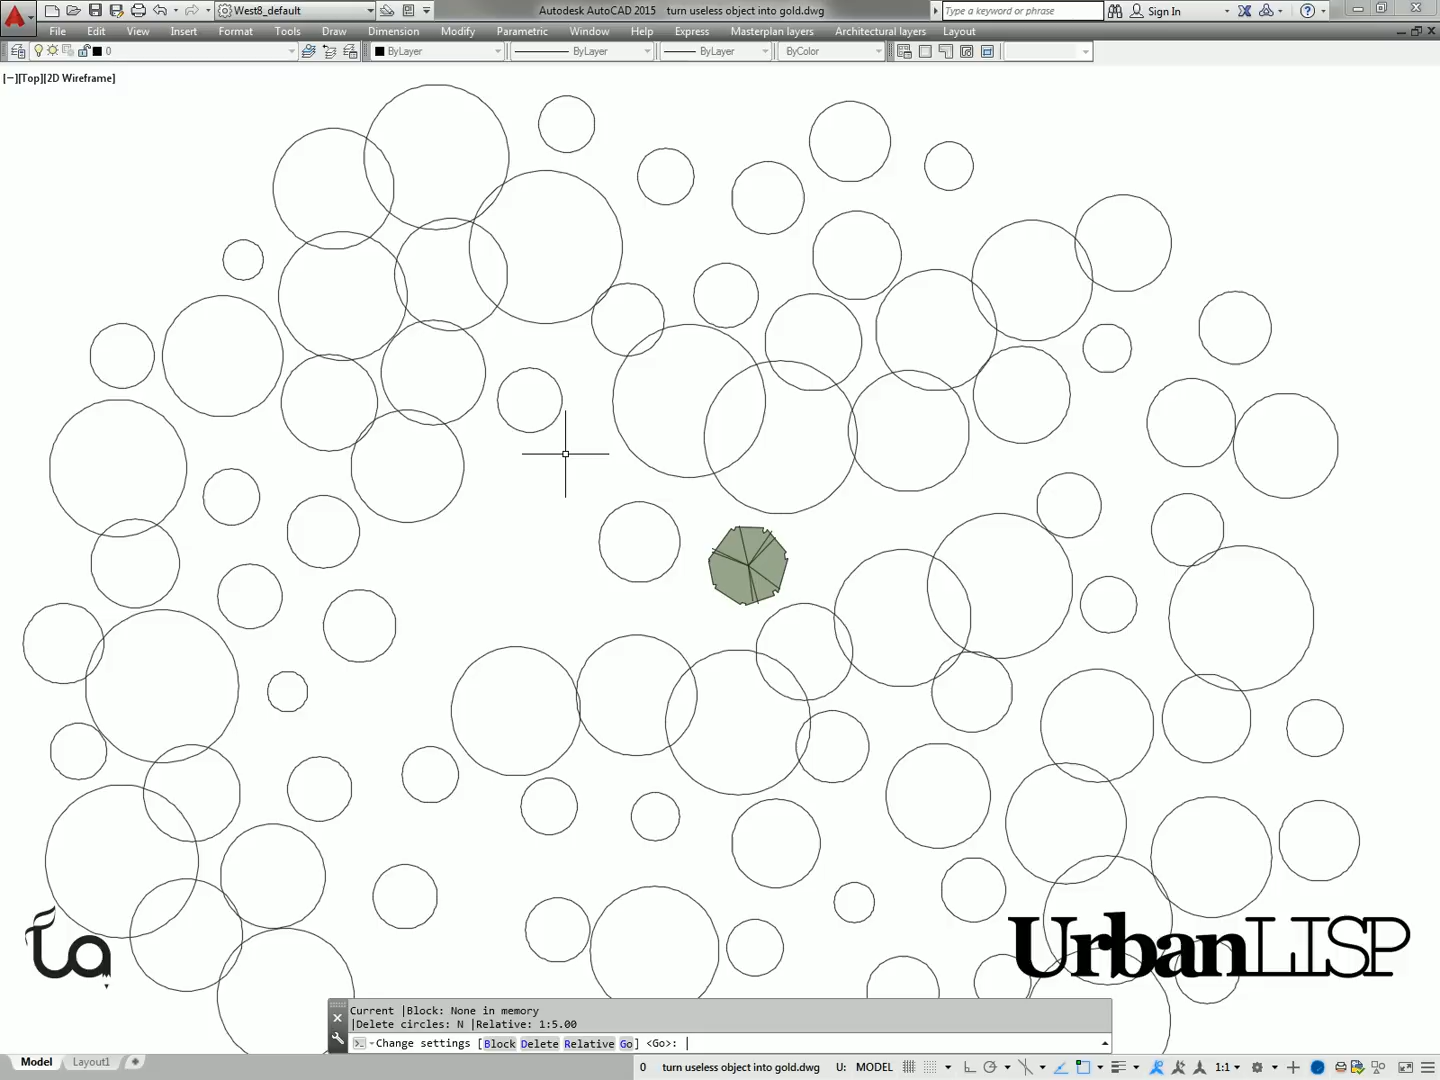 West8_default
Autodesk AutoCAD 2015 turn useless object into gold.dwg
Type a keyword or phrase
Sign In
File Edit View Insert Format Tools Draw Dimension Modify Parametric Window Help Express Masterplan layers Architectural layers Layout
0
ByLayer
ByLayer
ByLayer
ByColor
[−][Top][2D Wireframe]
ta
UrbanLISP
Current |Block: None in memory
|Delete circles: N |Relative: 1:5.00
Change settings [Block Delete Relative Go] <Go>:
Model Layout1
0 turn useless object into gold.dwg U: MODEL
1:1